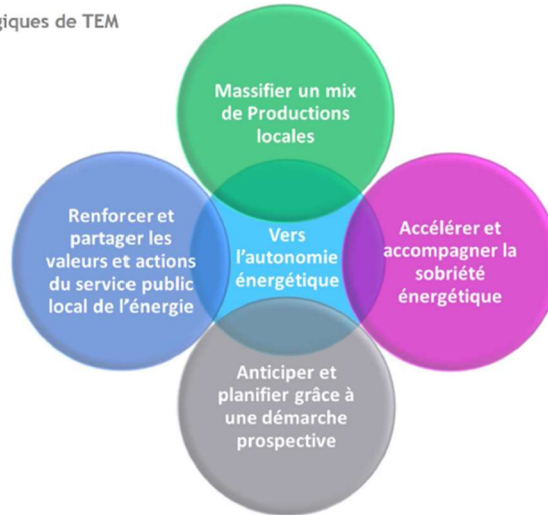 giques de TEM
Massifier un mix
de Productions
locales
Renforcer et
partager les
valeurs et actions
du service public
local de l'énergie
Vers
l'autonomie
énergétique
Accélérer et
accompagner la
sobriété
énergétique
Anticiper et
planifier grâce à
une démarche
prospective